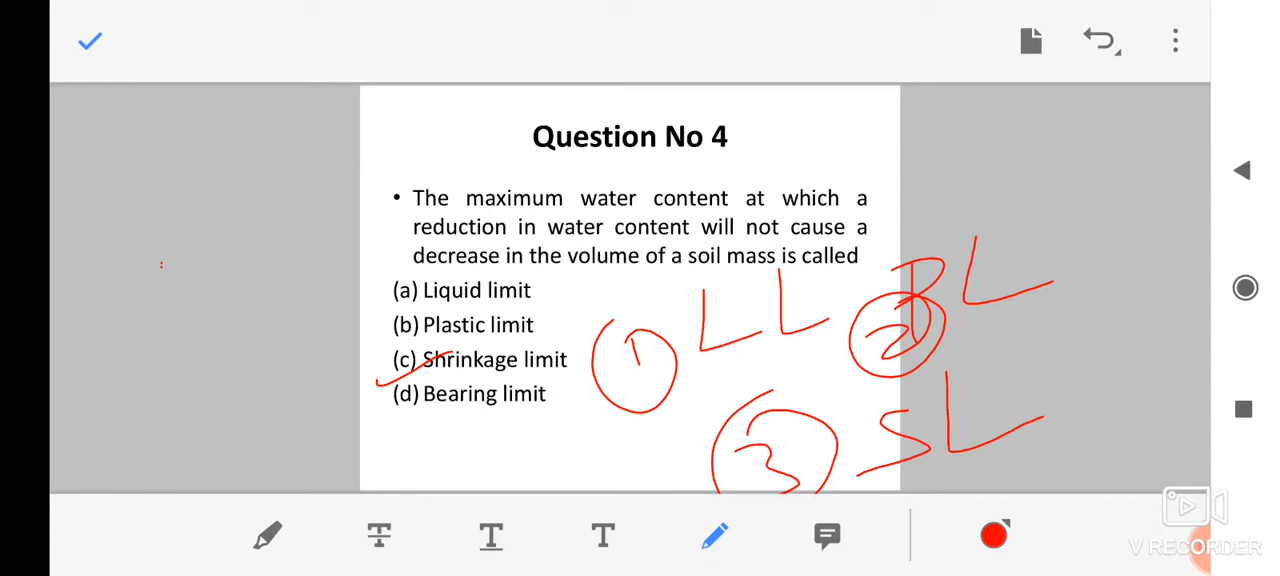 Question No 4
• The maximum water content at which a
reduction in water content will not cause a
decrease in the volume of a soil mass is called
(a) Liquid limit
(b) Plastic limit
(c) Shrinkage limit
(d) Bearing limit
1 LL
2 PL
3 SL
T T T
V RECORDER